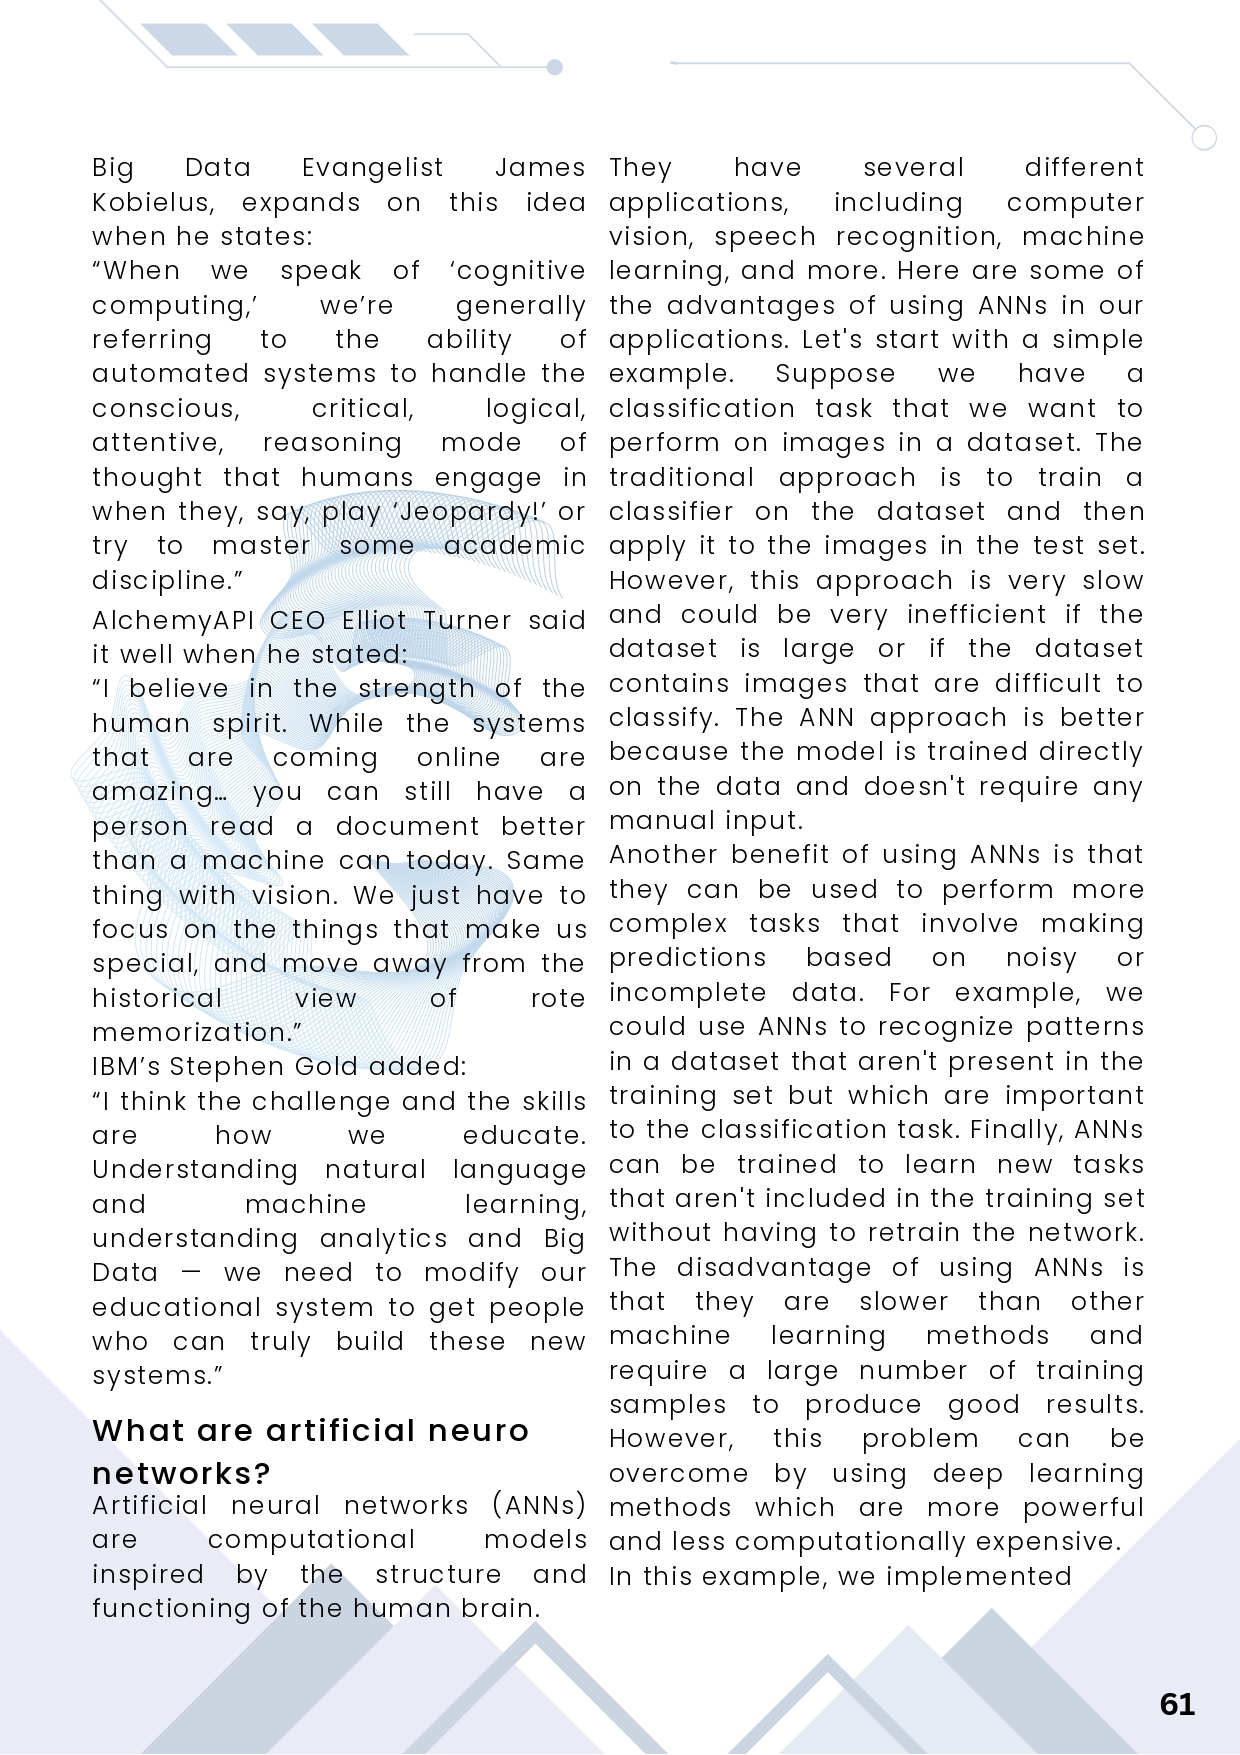 Big Data Evangelist James
Kobielus, expands on this idea
when he states:
“When we speak of ‘cognitive
computing,’ we’re generally
referring to the ability of
automated systems to handle the
conscious, critical, logical,
attentive, reasoning mode of
thought that humans engage in
when they, say, play ‘Jeopardy!’ or
try to master some academic
discipline.”
AlchemyAPI CEO Elliot Turner said
it well when he stated:
“I believe in the strength of the
human spirit. While the systems
that are coming online are
amazing… you can still have a
person read a document better
than a machine can today. Same
thing with vision. We just have to
focus on the things that make us
special, and move away from the
historical view of rote
memorization.”
IBM’s Stephen Gold added:
“I think the challenge and the skills
are how we educate.
Understanding natural language
and machine learning,
understanding analytics and Big
Data — we need to modify our
educational system to get people
who can truly build these new
systems.”
What are artificial neuro
networks?
Artificial neural networks (ANNs)
are computational models
inspired by the structure and
functioning of the human brain.
They have several different
applications, including computer
vision, speech recognition, machine
learning, and more. Here are some of
the advantages of using ANNs in our
applications. Let's start with a simple
example. Suppose we have a
classification task that we want to
perform on images in a dataset. The
traditional approach is to train a
classifier on the dataset and then
apply it to the images in the test set.
However, this approach is very slow
and could be very inefficient if the
dataset is large or if the dataset
contains images that are difficult to
classify. The ANN approach is better
because the model is trained directly
on the data and doesn't require any
manual input.
Another benefit of using ANNs is that
they can be used to perform more
complex tasks that involve making
predictions based on noisy or
incomplete data. For example, we
could use ANNs to recognize patterns
in a dataset that aren't present in the
training set but which are important
to the classification task. Finally, ANNs
can be trained to learn new tasks
that aren't included in the training set
without having to retrain the network.
The disadvantage of using ANNs is
that they are slower than other
machine learning methods and
require a large number of training
samples to produce good results.
However, this problem can be
overcome by using deep learning
methods which are more powerful
and less computationally expensive.
In this example, we implemented
61